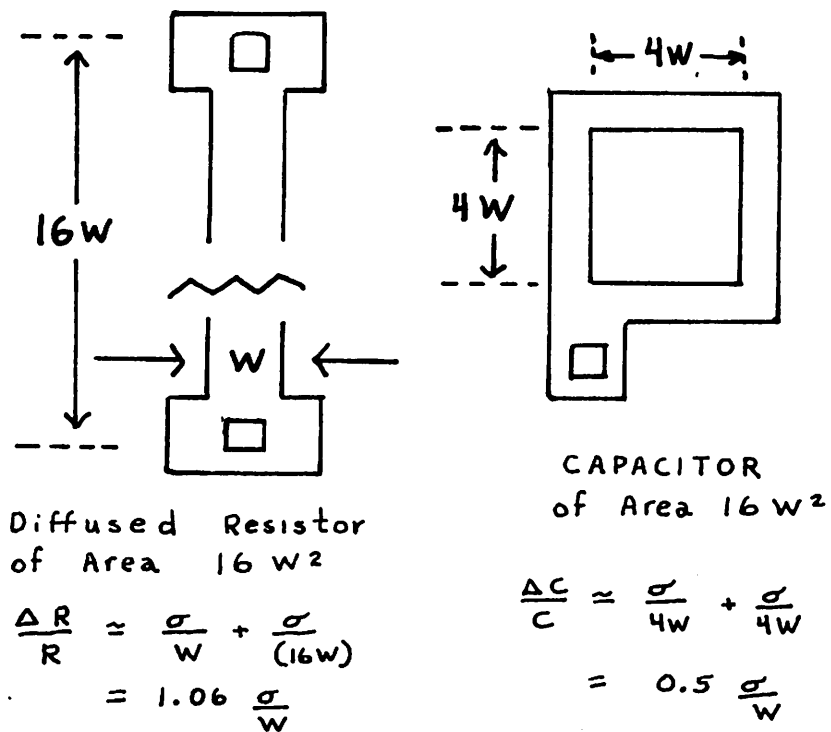 16W
W
Diffused Resistor
of Area 16 W²
ΔR/R ≃ σ/W + σ/(16W)
= 1.06 σ/W
4W
4W
CAPACITOR
of Area 16 W²
ΔC/C ≃ σ/4W + σ/4W
= 0.5 σ/W